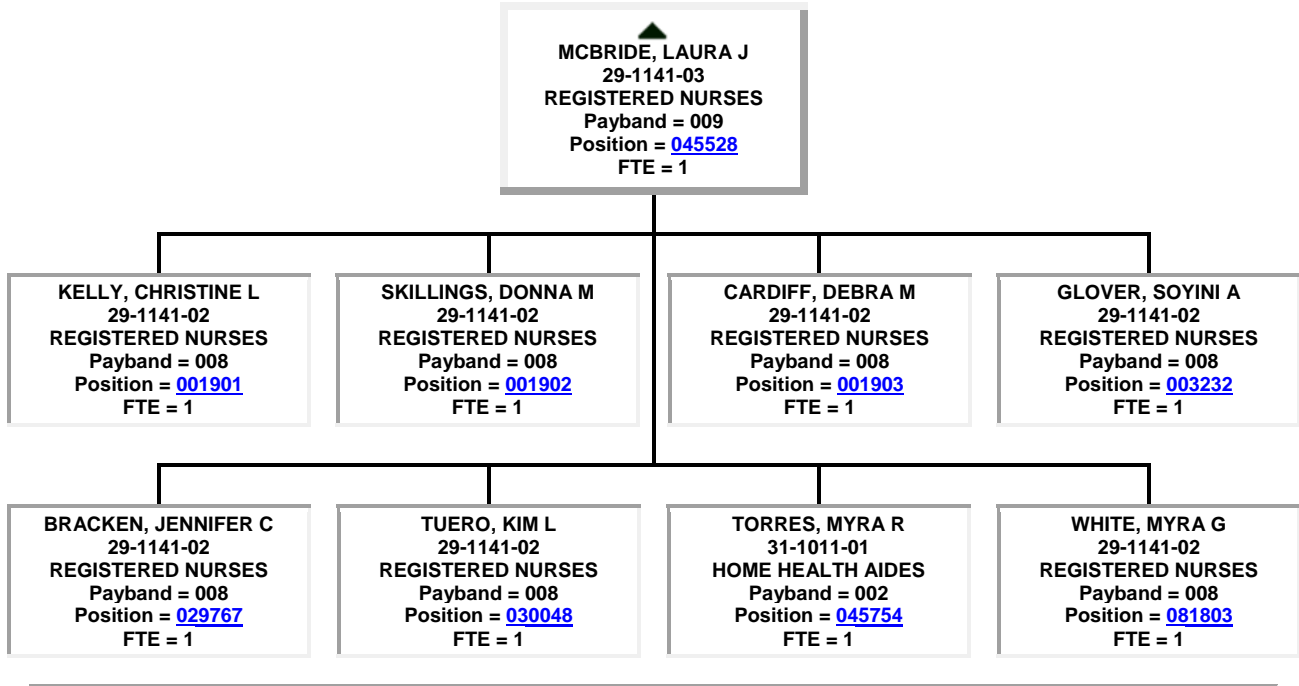 MCBRIDE, LAURA J
29-1141-03
REGISTERED NURSES
Payband = 009
Position = 045528
FTE = 1
KELLY, CHRISTINE L
29-1141-02
REGISTERED NURSES
Payband = 008
Position = 001901
FTE = 1
SKILLINGS, DONNA M
29-1141-02
REGISTERED NURSES
Payband = 008
Position = 001902
FTE = 1
CARDIFF, DEBRA M
29-1141-02
REGISTERED NURSES
Payband = 008
Position = 001903
FTE = 1
GLOVER, SOYINI A
29-1141-02
REGISTERED NURSES
Payband = 008
Position = 003232
FTE = 1
BRACKEN, JENNIFER C
29-1141-02
REGISTERED NURSES
Payband = 008
Position = 029767
FTE = 1
TUERO, KIM L
29-1141-02
REGISTERED NURSES
Payband = 008
Position = 030048
FTE = 1
TORRES, MYRA R
31-1011-01
HOME HEALTH AIDES
Payband = 002
Position = 045754
FTE = 1
WHITE, MYRA G
29-1141-02
REGISTERED NURSES
Payband = 008
Position = 081803
FTE = 1